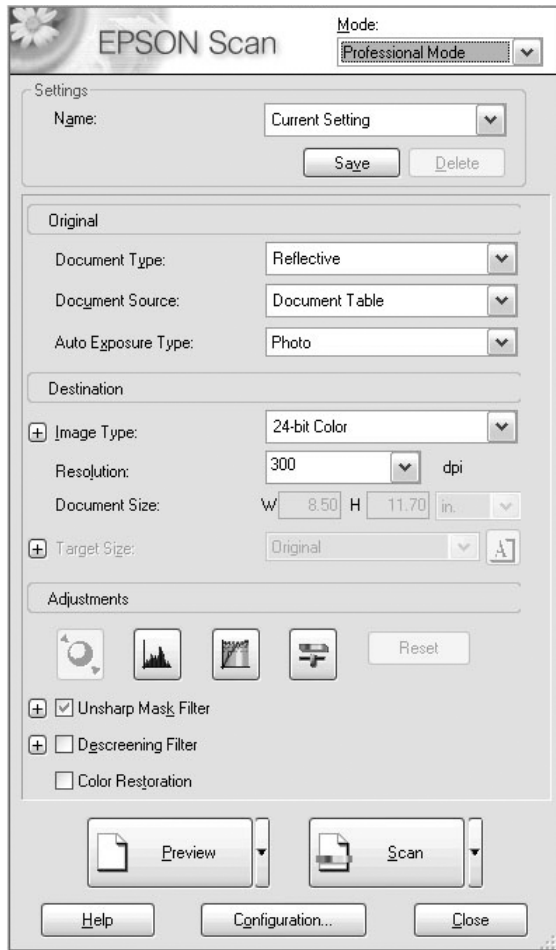 EPSON Scan
Mode:
Professional Mode
Settings
Name: Current Setting
Save Delete
Original
Document Type: Reflective
Document Source: Document Table
Auto Exposure Type: Photo
Destination
Image Type: 24-bit Color
Resolution: 300 dpi
Document Size: W 8.50 H 11.70 in.
Target Size: Original A
Adjustments
Reset
Unsharp Mask Filter
Descreening Filter
Color Restoration
Preview Scan
Help Configuration... Close